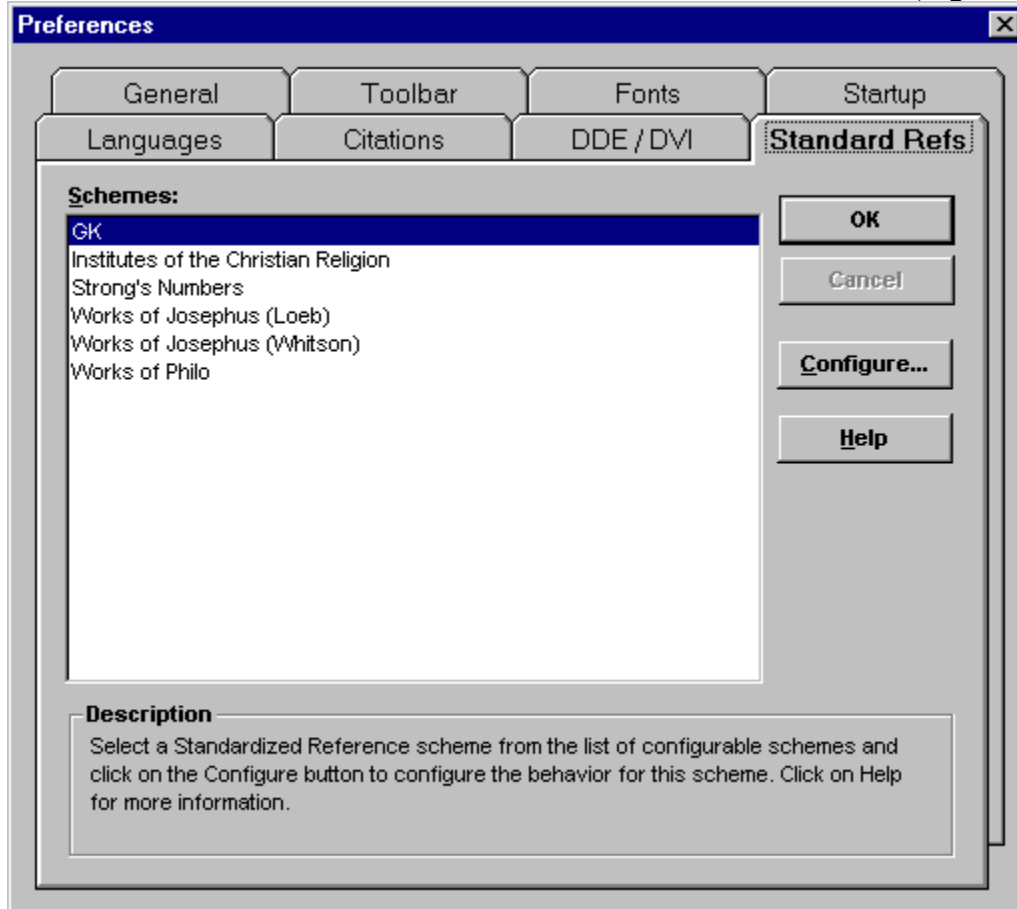 Preferences
General Toolbar Fonts Startup
Languages Citations DDE / DVI Standard Refs
Schemes:
GK
Institutes of the Christian Religion
Strong's Numbers
Works of Josephus (Loeb)
Works of Josephus (Whitson)
Works of Philo
OK
Cancel
Configure...
Help
Description
Select a Standardized Reference scheme from the list of configurable schemes and
click on the Configure button to configure the behavior for this scheme. Click on Help
for more information.